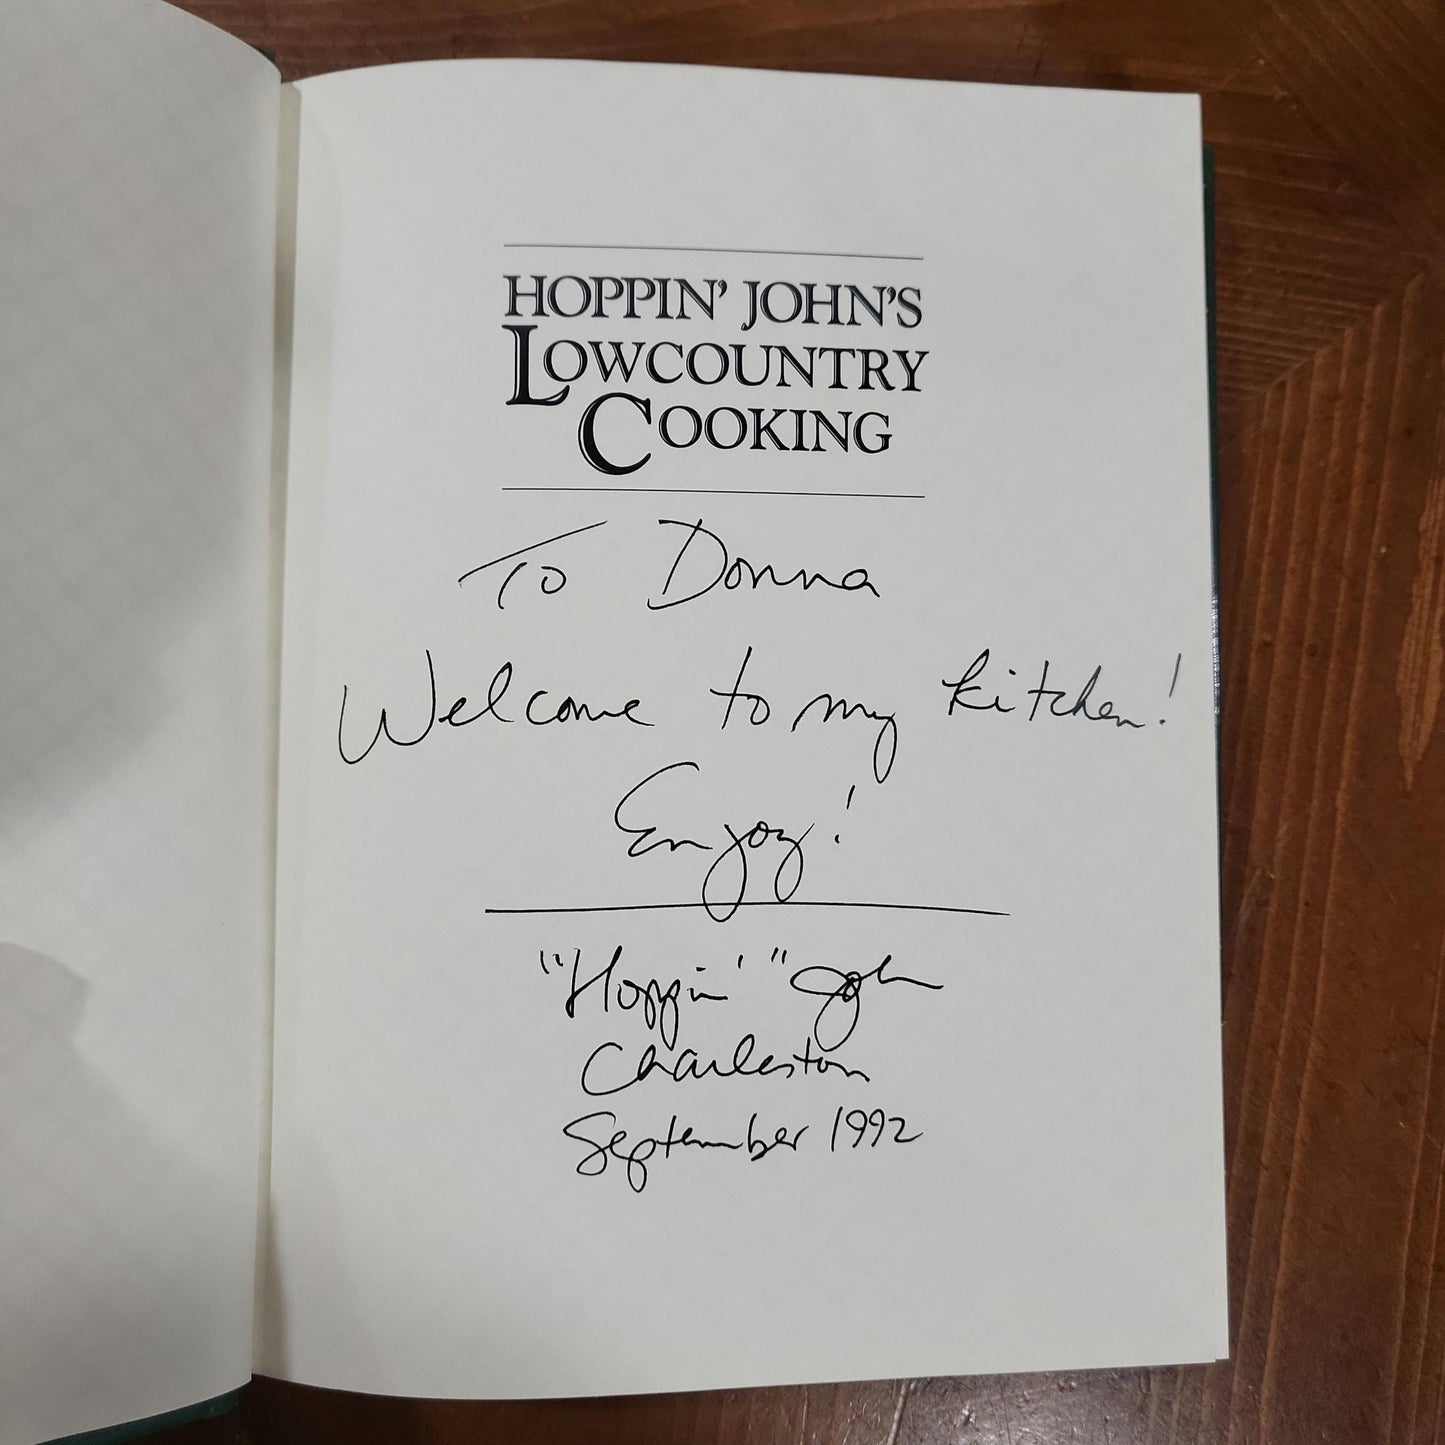 HOPPIN' JOHN'S
LOWCOUNTRY
COOKING
To Donna
Welcome to my kitchen!
Enjoy!
"Hoppin'" John
Charleston
September 1992